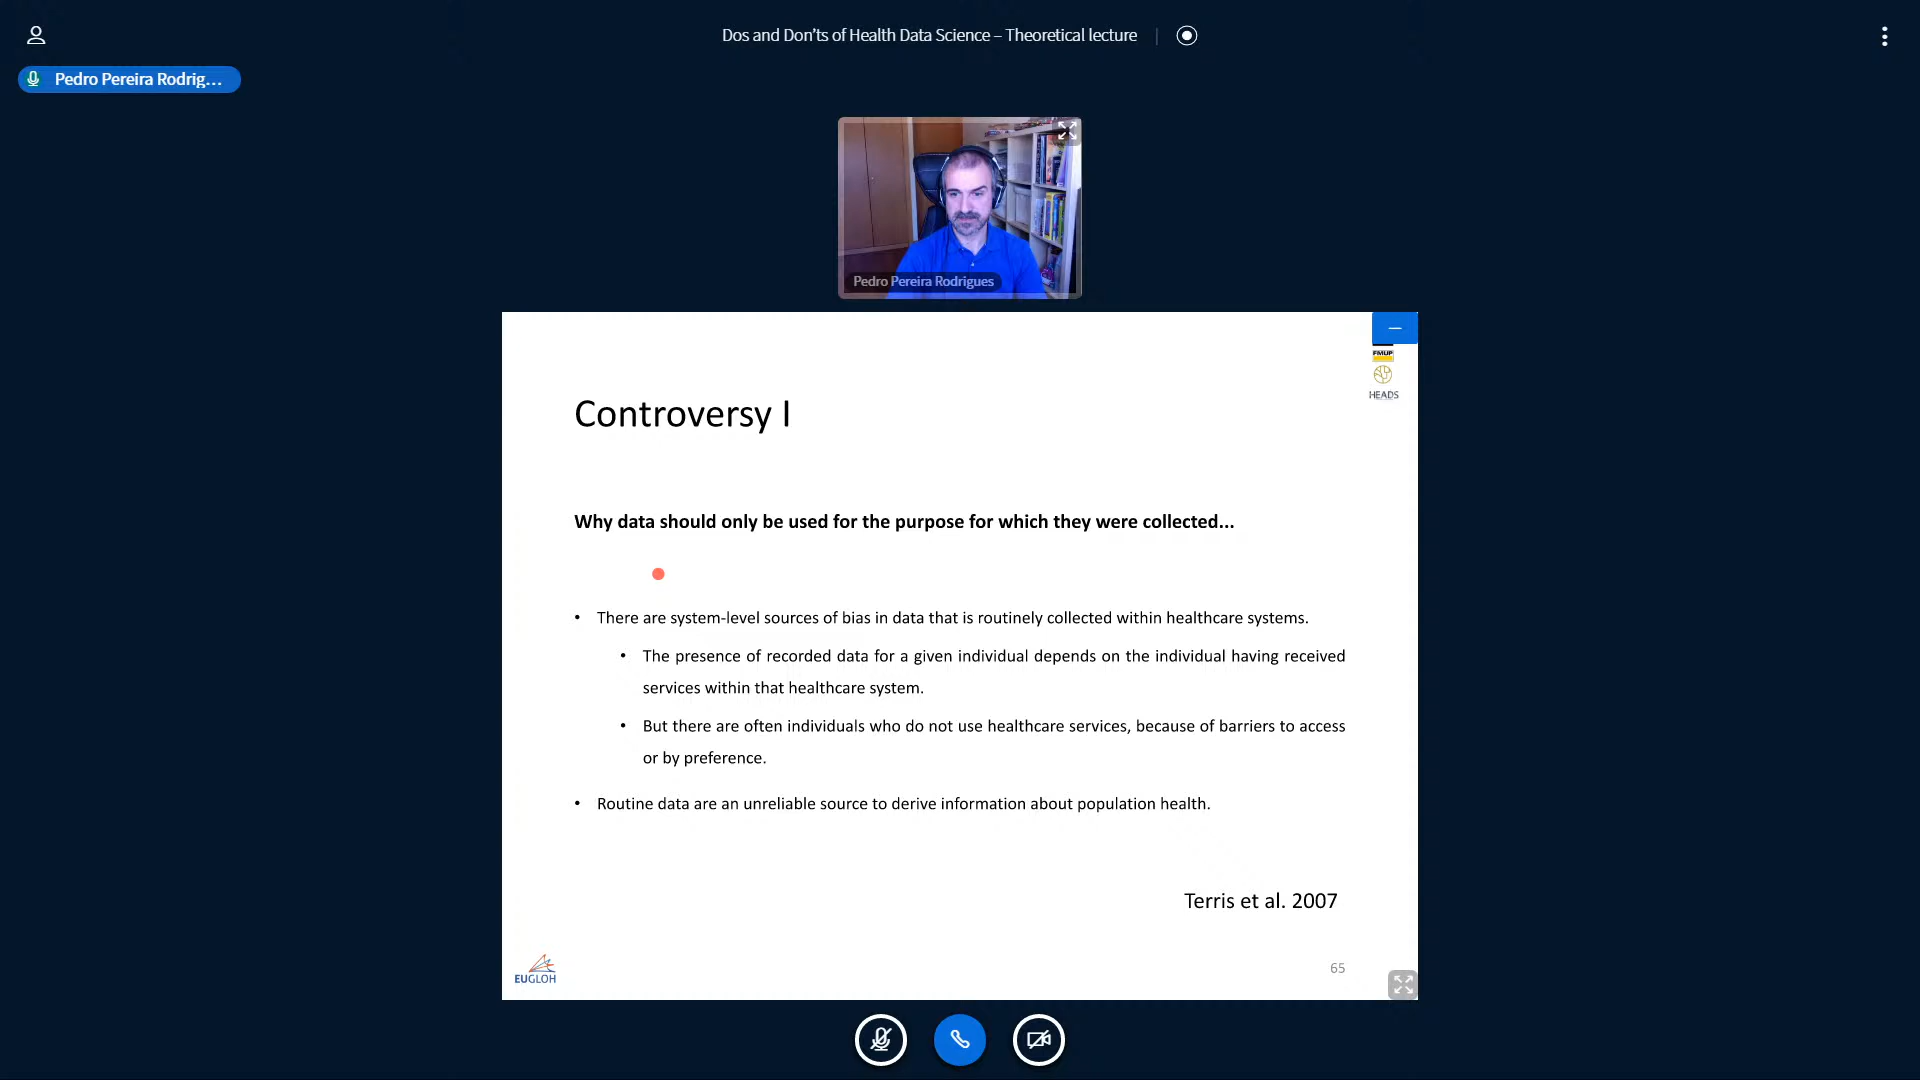 Dos and Don'ts of Health Data Science – Theoretical lecture
Pedro Pereira Rodrig...
Pedro Pereira Rodrigues
FMUP
HEADS
Controversy I
Why data should only be used for the purpose for which they were collected...
• There are system-level sources of bias in data that is routinely collected within healthcare systems.
• The presence of recorded data for a given individual depends on the individual having received
services within that healthcare system.
• But there are often individuals who do not use healthcare services, because of barriers to access
or by preference.
• Routine data are an unreliable source to derive information about population health.
Terris et al. 2007
EUGLOH
65